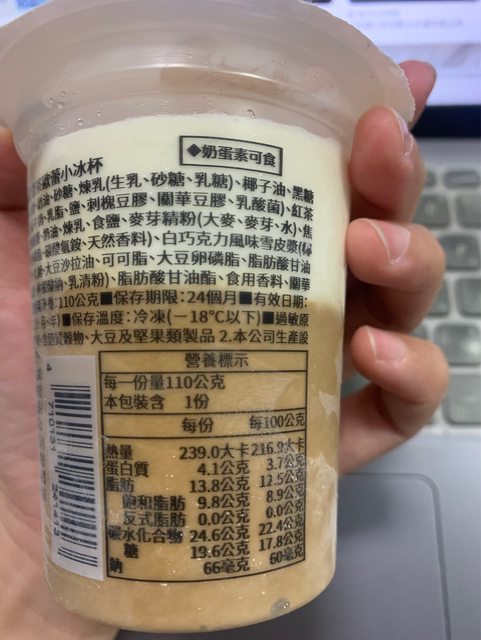 ◆奶蛋素可食
歐蕾小冰杯
砂糖、煉乳(生乳、砂糖、乳糖)、椰子油、黑糖
乳脂、鹽、刺槐豆膠、關華豆膠、乳酸菌)、紅茶
奶油、煉乳、食鹽、麥芽精粉(大麥、麥芽、水)、焦
碳酸氫銨、天然香料)、白巧克力風味雪皮漿(
大豆沙拉油、可可脂、大豆卵磷脂、脂肪酸甘油
乳清粉)、脂肪酸甘油酯、食用香料、關華
110公克■保存期限:24個月■有效日期:
■保存溫度:冷凍(－18℃以下)■過敏原
穀物、大豆及堅果類製品 2.本公司生產設
營養標示
每一份量110公克
本包裝含 1份
每份 每100公克
熱量 239.0大卡 216.9大卡
蛋白質 4.1公克 3.7公克
脂肪 13.8公克 12.5公克
飽和脂肪 9.8公克 8.9公克
反式脂肪 0.0公克 0.0公克
碳水化合物 24.6公克 22.4公克
糖 19.6公克 17.8公克
鈉 66毫克 60毫克
4 710131